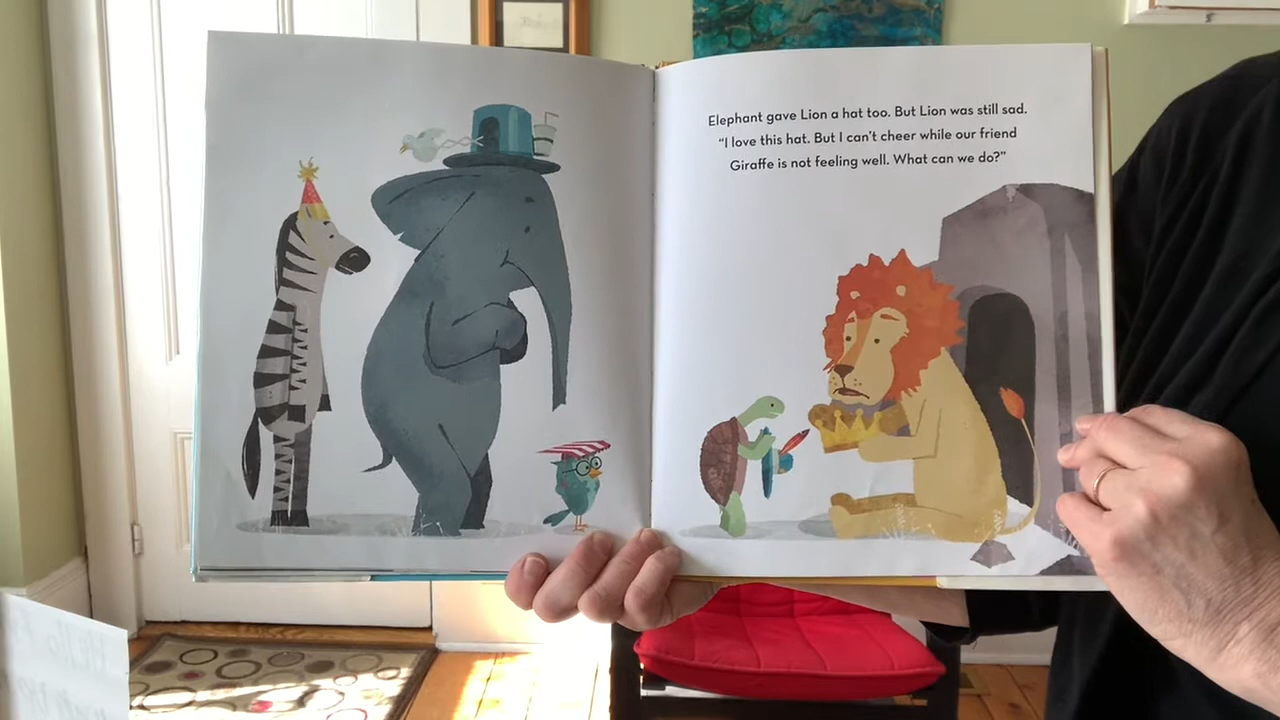 Elephant gave Lion a hat too. But Lion was still sad.
“I love this hat. But I can’t cheer while our friend
Giraffe is not feeling well. What can we do?”